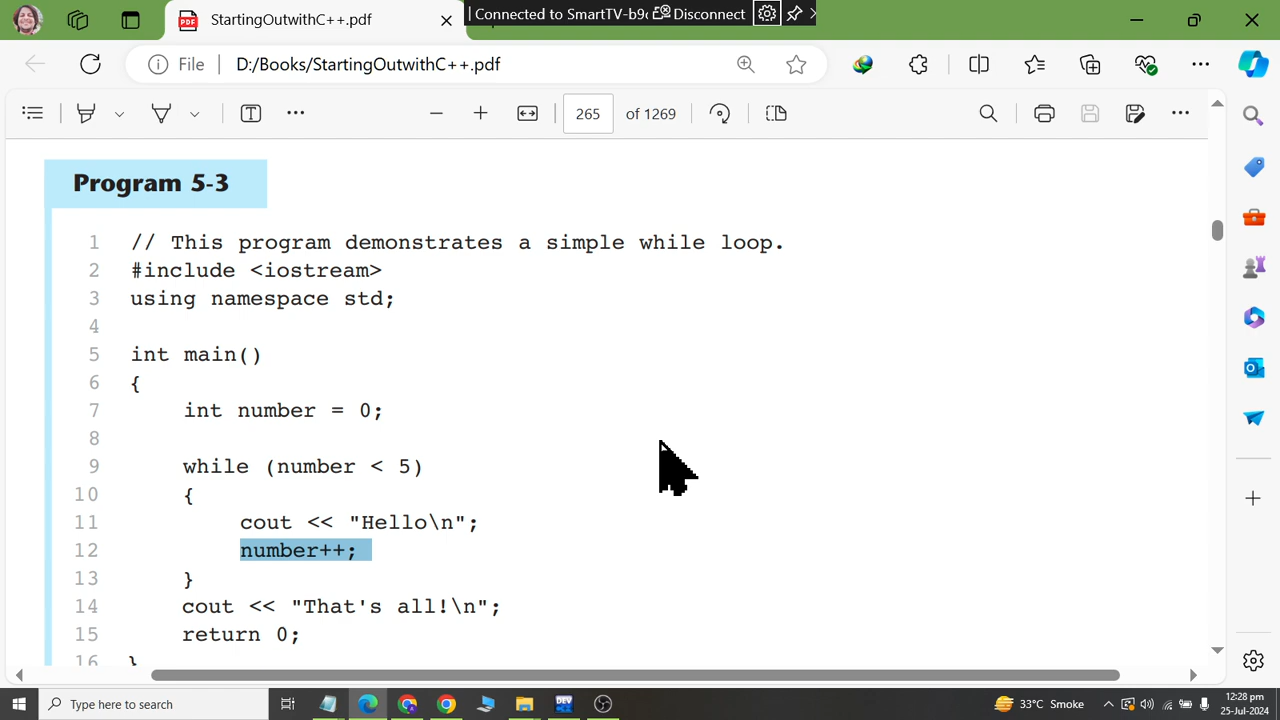 StartingOutwithC++.pdf
Connected to SmartTV-b9
Disconnect
File
D:/Books/StartingOutwithC++.pdf
265 of 1269
Program 5-3
1 // This program demonstrates a simple while loop.
2 #include <iostream>
3 using namespace std;
4
5 int main()
6 {
7 int number = 0;
8
9 while (number < 5)
10 {
11 cout << "Hello\n";
12 number++;
13 }
14 cout << "That's all!\n";
15 return 0;
16 }
Type here to search
33°C Smoke
12:28 pm
25-Jul-2024